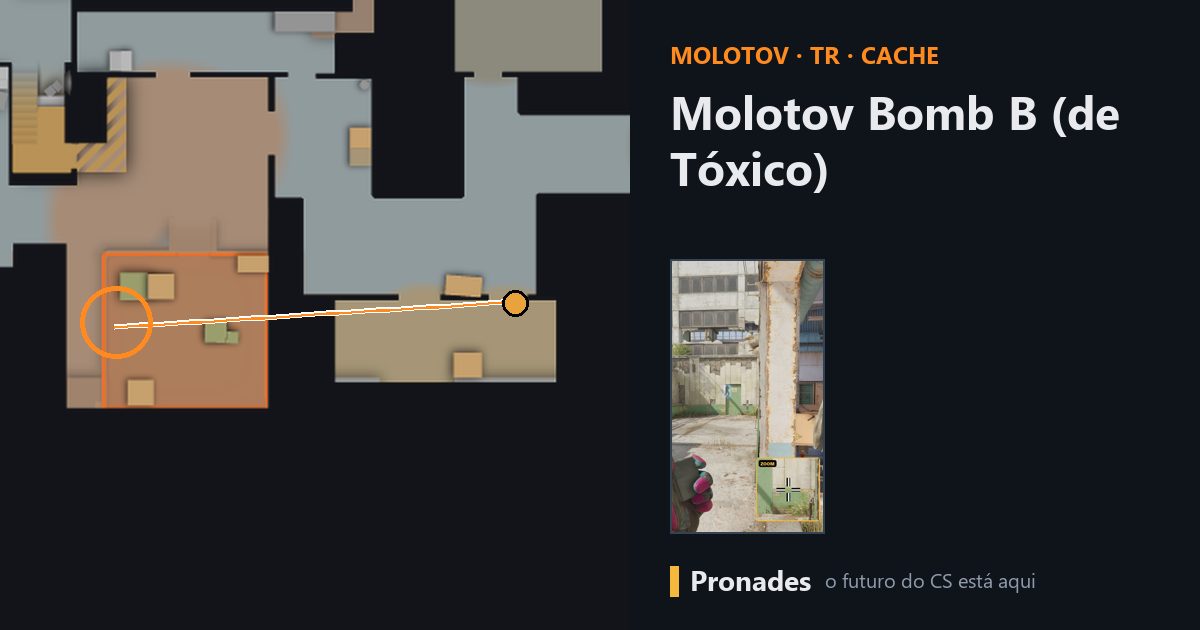 MOLOTOV · TR · CACHE
Molotov Bomb B (de
Tóxico)
ZOOM
Pronades o futuro do CS está aqui